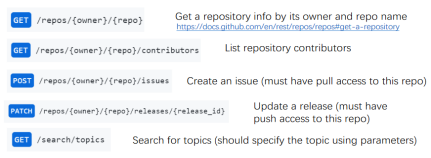 GET /repos/{owner}/{repo} Get a repository info by its owner and repo name
https://docs.github.com/en/rest/repos/repos#get-a-repository
GET /repos/{owner}/{repo}/contributors List repository contributors
POST /repos/{owner}/{repo}/issues Create an issue (must have pull access to this repo)
PATCH /repos/{owner}/{repo}/releases/{release_id} Update a release (must have
push access to this repo)
GET /search/topics Search for topics (should specify the topic using parameters)